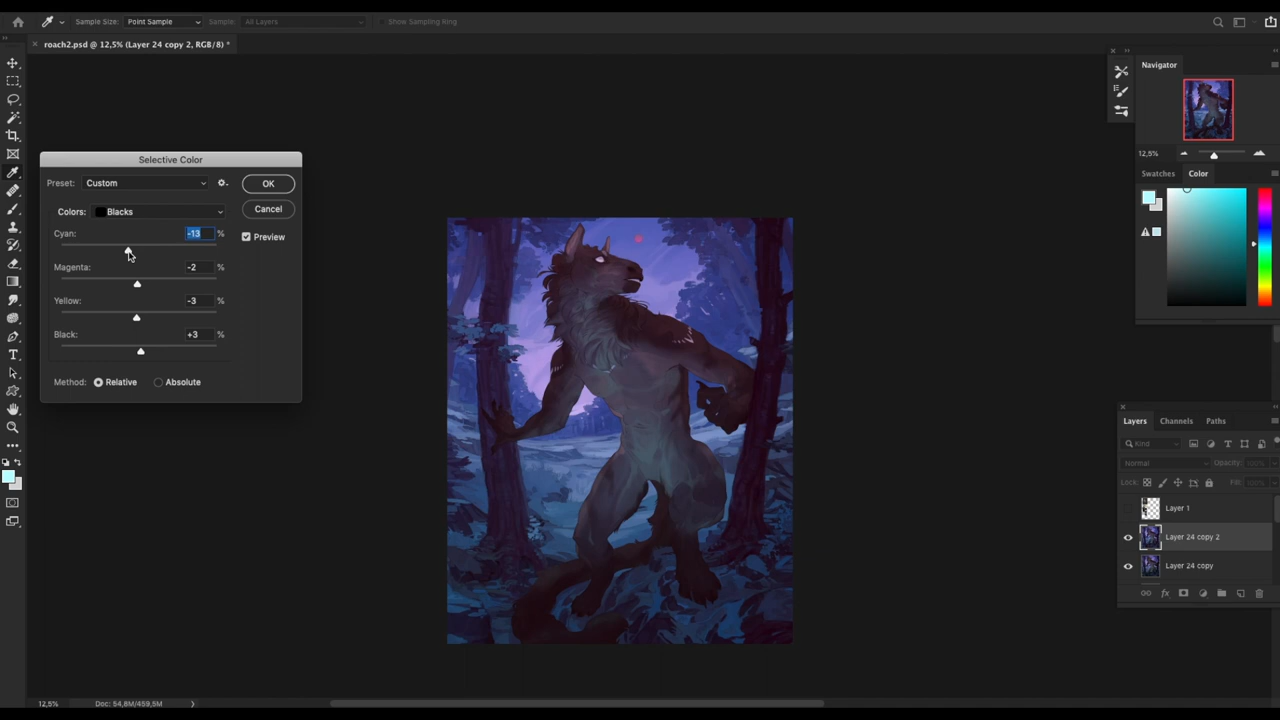 Sample Size: Point Sample Sample: All Layers Show Sampling Ring
× roach2.psd @ 12,5% (Layer 24 copy 2, RGB/8) *
Navigator
12,5%
Swatches Color
Selective Color
Preset: Custom
OK
Colors: Blacks
Cancel
Cyan: -13 %
Preview
Magenta: -2 %
Yellow: -3 %
Black: +3 %
Method: Relative Absolute
Layers Channels Paths
Kind
Normal Opacity: 100%
Lock: Fill: 100%
Layer 1
Layer 24 copy 2
Layer 24 copy
fx
12,5% Doc: 54,8M/459,5M